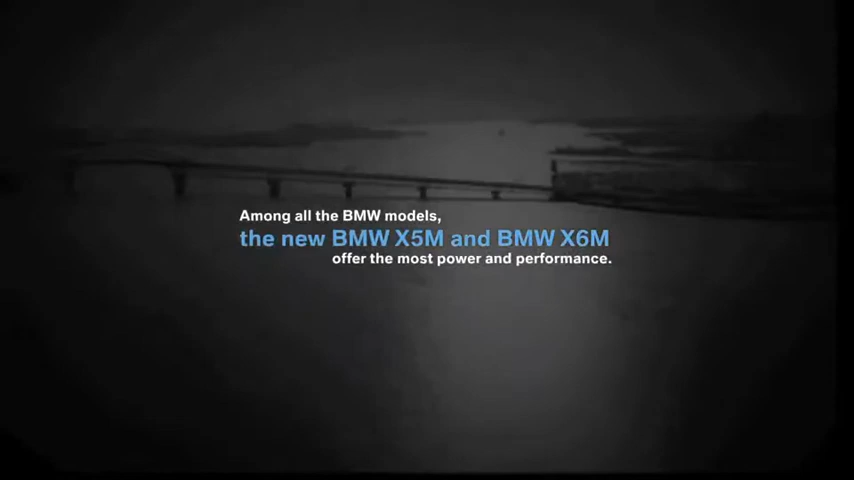 Among all the BMW models,
the new BMW X5M and BMW X6M
offer the most power and performance.